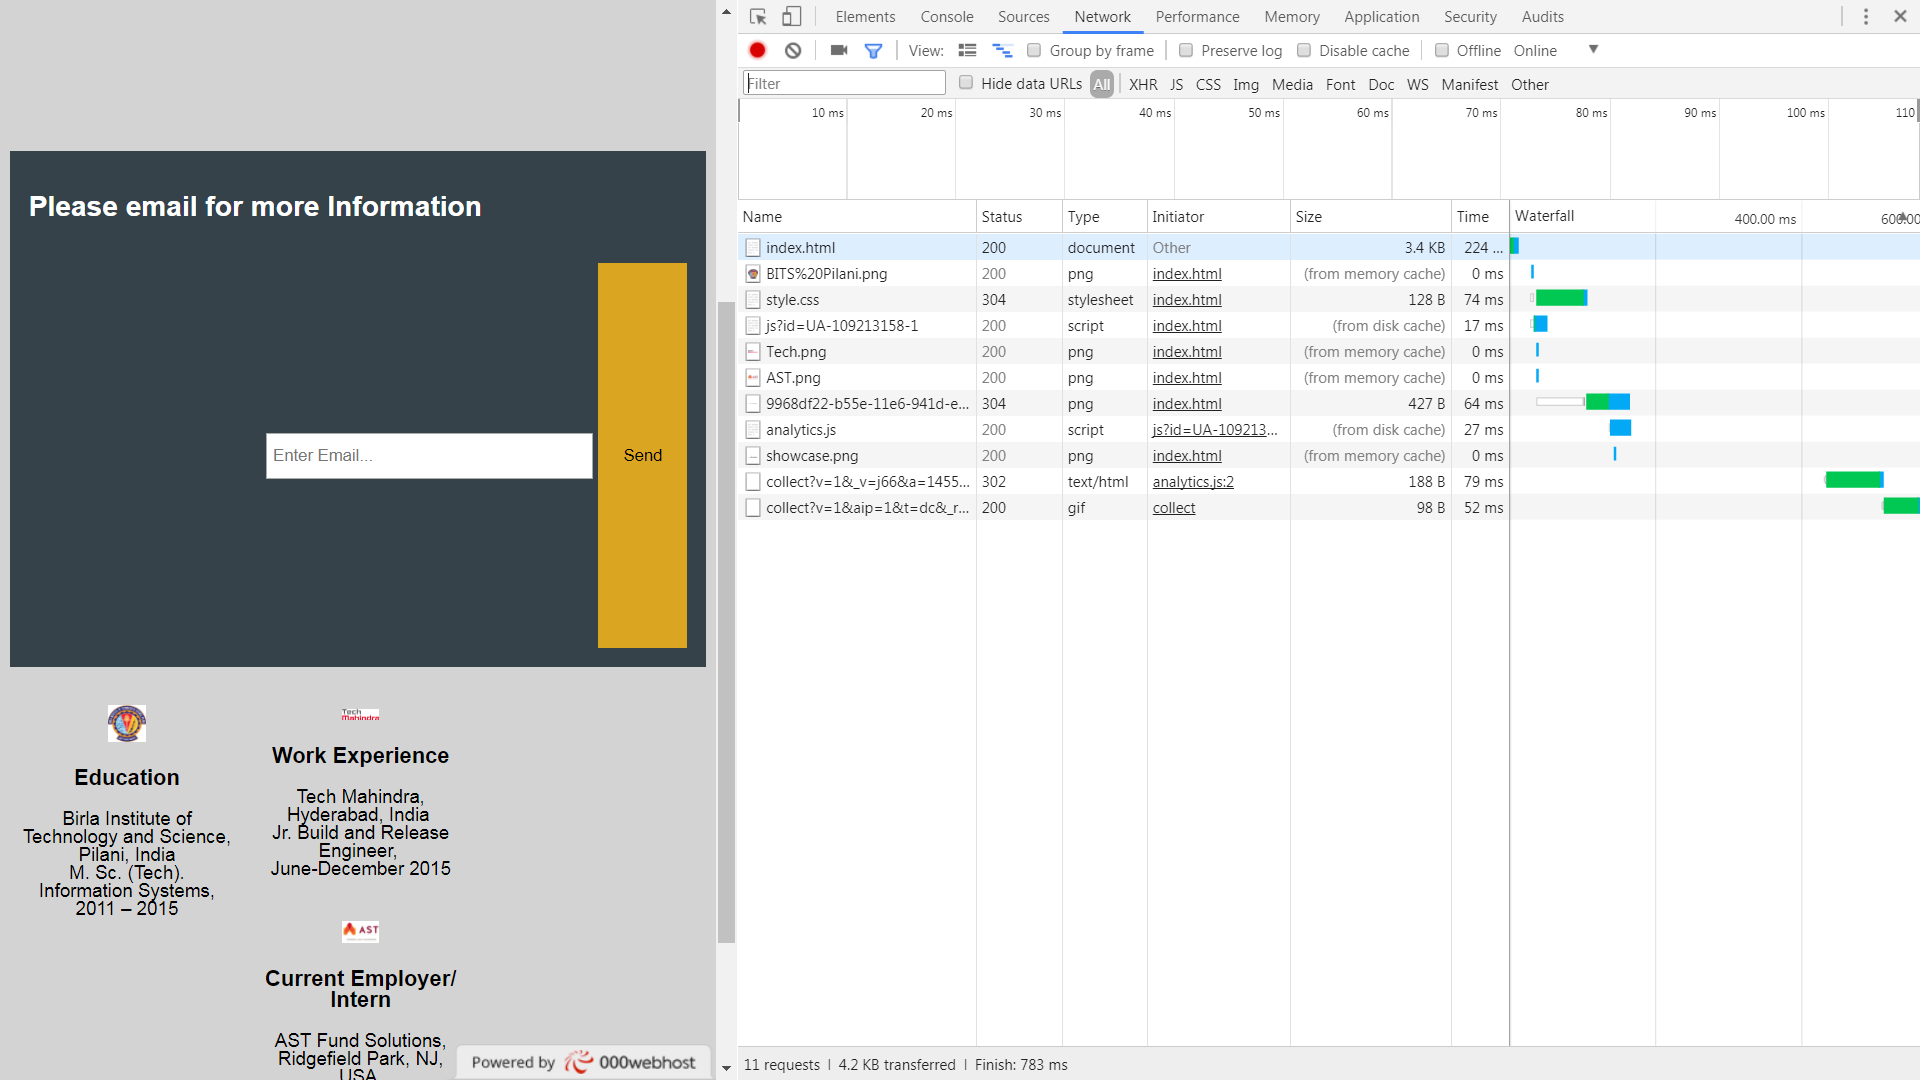 Please email for more Information
Enter Email...
Send
Education
Birla Institute of
Technology and Science,
Pilani, India
M. Sc. (Tech).
Information Systems,
2011 – 2015
Tech
Mahindra
Work Experience
Tech Mahindra,
Hyderabad, India
Jr. Build and Release
Engineer,
June-December 2015
AST
Current Employer/
Intern
AST Fund Solutions,
Ridgefield Park, NJ,
USA
Powered by 000webhost
Elements Console Sources Network Performance Memory Application Security Audits
View: Group by frame Preserve log Disable cache Offline Online
Filter Hide data URLs All XHR JS CSS Img Media Font Doc WS Manifest Other
10 ms 20 ms 30 ms 40 ms 50 ms 60 ms 70 ms 80 ms 90 ms 100 ms 110
Name Status Type Initiator Size Time Waterfall 400.00 ms 600.00
index.html 200 document Other 3.4 KB 224 ...
BITS%20Pilani.png 200 png index.html (from memory cache) 0 ms
style.css 304 stylesheet index.html 128 B 74 ms
js?id=UA-109213158-1 200 script index.html (from disk cache) 17 ms
Tech.png 200 png index.html (from memory cache) 0 ms
AST.png 200 png index.html (from memory cache) 0 ms
9968df22-b55e-11e6-941d-e... 304 png index.html 427 B 64 ms
analytics.js 200 script js?id=UA-109213... (from disk cache) 27 ms
showcase.png 200 png index.html (from memory cache) 0 ms
collect?v=1&_v=j66&a=1455... 302 text/html analytics.js:2 188 B 79 ms
collect?v=1&aip=1&t=dc&_r... 200 gif collect 98 B 52 ms
11 requests | 4.2 KB transferred | Finish: 783 ms